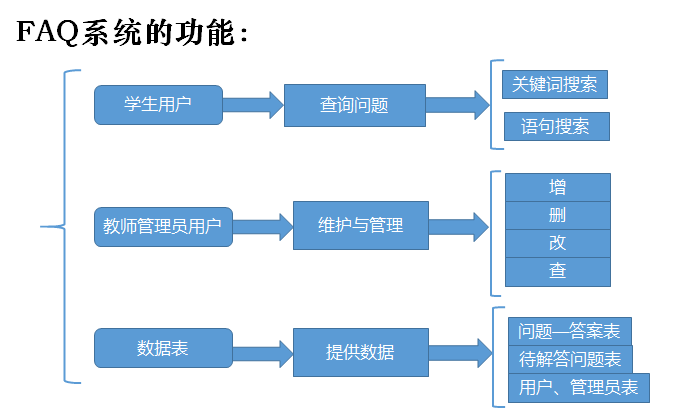 FAQ系统的功能：
学生用户
查询问题
关键词搜索
语句搜索
教师管理员用户
维护与管理
增
删
改
查
数据表
提供数据
问题—答案表
待解答问题表
用户、管理员表